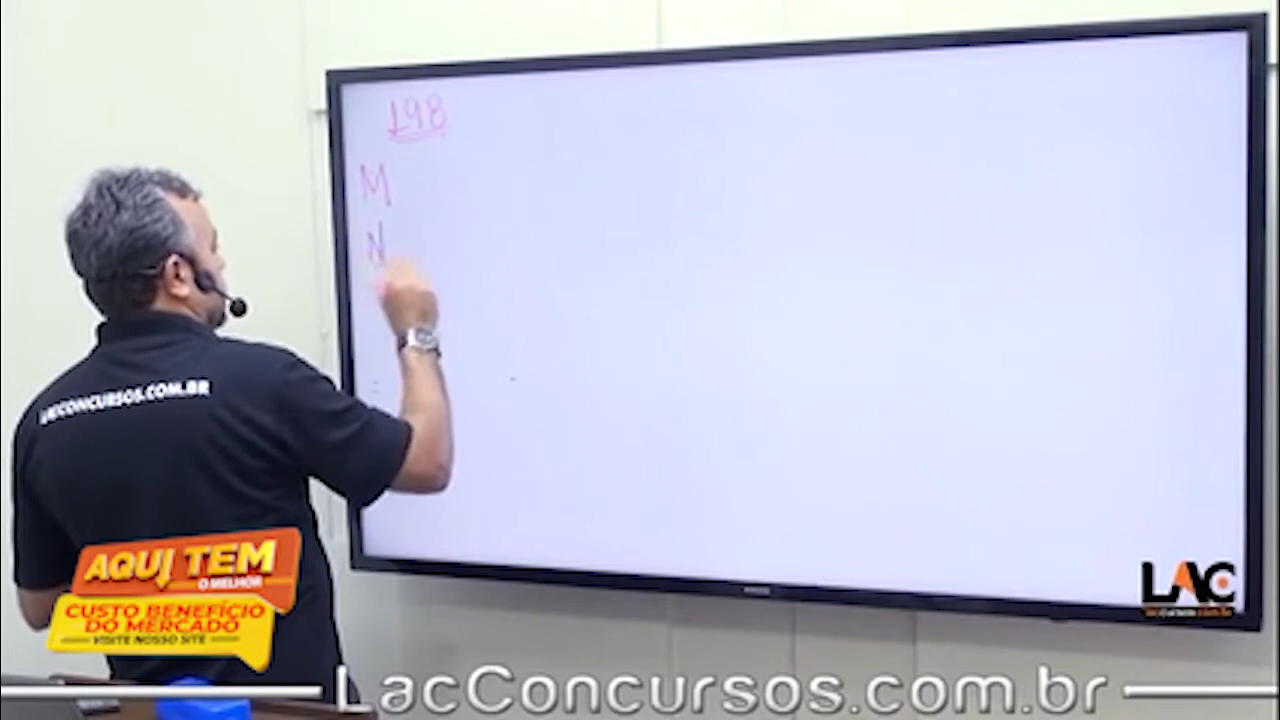 198
M
N
LACCONCURSOS.COM.BR
AQUI TEM
O MELHOR
CUSTO BENEFÍCIO
DO MERCADO
VISITE NOSSO SITE
LAC
LacConcursos.com.br